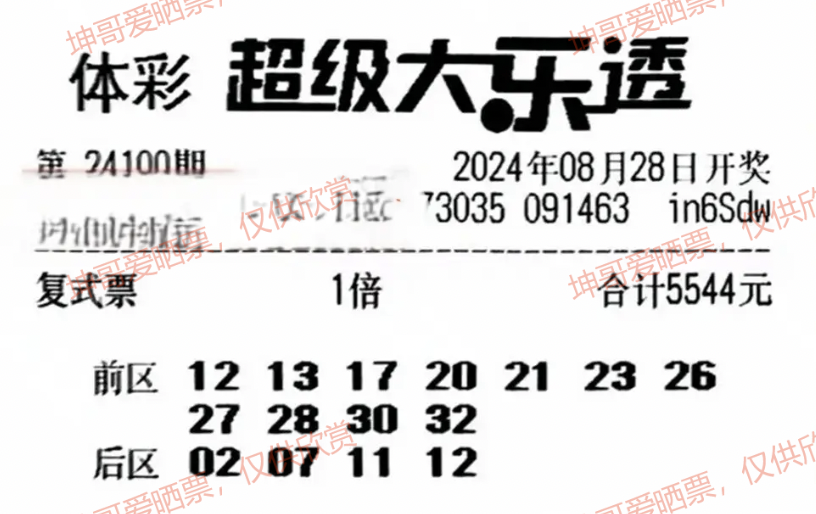 体彩 超级大乐透
第 24100期 2024年08月28日开奖
73035 091463 in6Sdw
复式票 1倍 合计5544元
前区 12 13 17 20 21 23 26
27 28 30 32
后区 02 07 11 12
坤哥爱晒票，仅供欣赏
坤哥爱晒票，仅供欣赏
坤哥爱晒票，仅供欣赏
坤哥爱晒票，仅供欣赏